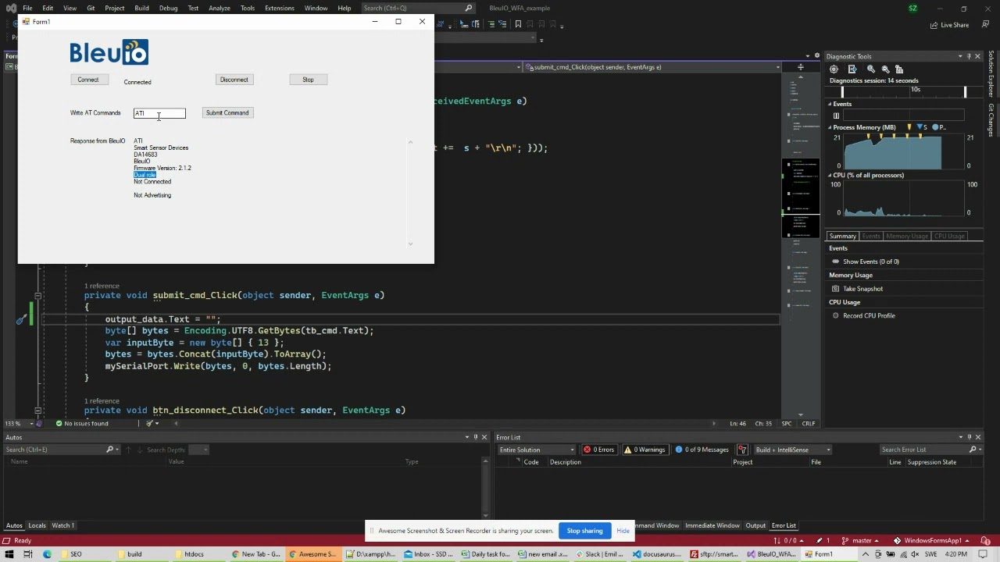 File Edit View Git Project Build Debug Test Analyze Tools Extensions Window Help Search (Ctrl+Q) BleuIO_WFA_example SZ
Live Share
Form1
BleuIO
Connect Connected Disconnect Stop
Write AT Commands ATI Submit Command
Response from BleuIO ATI
Smart Sensor Devices
DA14683
BleuIO
Firmware Version: 2.1.2
Dual role
Not Connected
Not Advertising
submit_cmd_Click(object sender, EventArgs e)
ceivedEventArgs e)
t += s + "\r\n"; }));
1 reference
private void submit_cmd_Click(object sender, EventArgs e)
{
output_data.Text = "";
byte[] bytes = Encoding.UTF8.GetBytes(tb_cmd.Text);
var inputByte = new byte[] { 13 };
bytes = bytes.Concat(inputByte).ToArray();
mySerialPort.Write(bytes, 0, bytes.Length);
}
1 reference
private void btn_disconnect_Click(object sender, EventArgs e)
133 % No issues found Ln: 46 Ch: 35 SPC CRLF
Diagnostic Tools
Diagnostic session: 14 seconds
10s
Events
Process Memory (MB) S P...
21 21
0 0
CPU (% of all processors)
100 100
0 0
Summary Events Memory Usage CPU Usage
Events
Show Events (0 of 0)
Memory Usage
Take Snapshot
CPU Usage
Record CPU Profile
Solution Explorer
Git Changes
Autos
Search (Ctrl+E) Search Depth:
Name Value Type
Autos Locals Watch 1
Error List
Entire Solution 0 Errors 0 Warnings 0 of 9 Messages Build + IntelliSense Search Error List
Code Description Project File Line Suppression State
mmand Window Immediate Window Output Error List
Awesome Screenshot & Screen Recorder is sharing your screen. Stop sharing Hide
Ready 0 / 0 1 master WindowsFormsApp1
SEO build htdocs New Tab - G... Awesome S... D:\xampp\h... Inbox - SSD ... Daily task fo... new email .x... Slack | Emil ... docusaurus... sftp://smart... BleuIO_WFA... Form1 SWE 4:28 PM